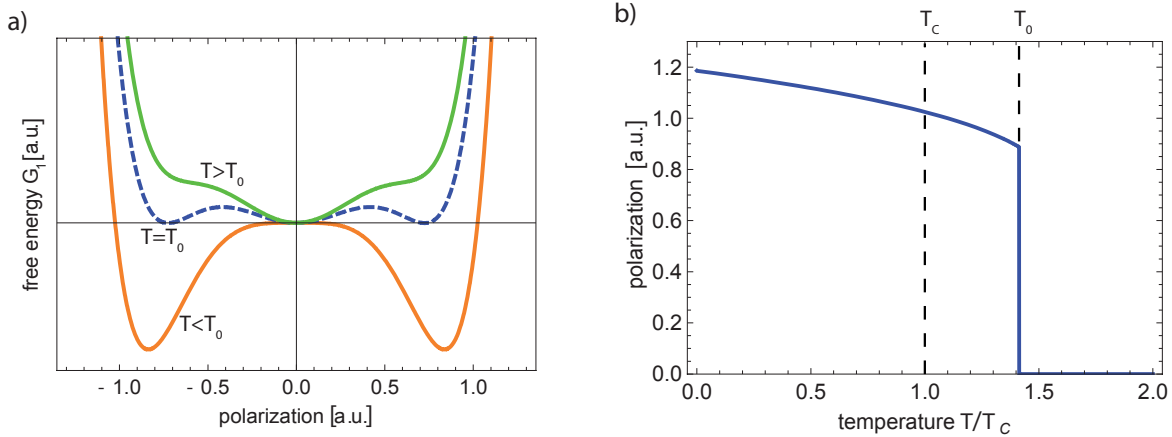 a)
free energy G₁ [a.u.]
T>T₀
T=T₀
T<T₀
- 1.0 - 0.5 0.0 0.5 1.0
polarization [a.u.]
b)
T_C T₀
polarization [a.u.]
1.2
1.0
0.8
0.6
0.4
0.2
0.0
0.0 0.5 1.0 1.5 2.0
temperature T/T_C